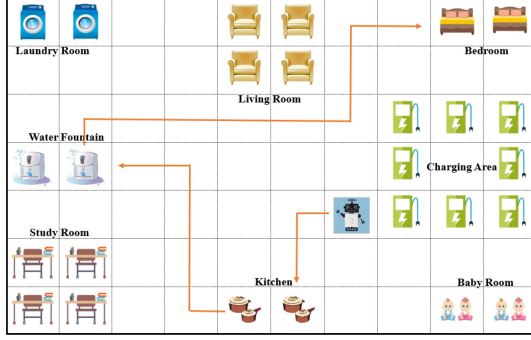 Laundry Room
Bedroom
Living Room
Water Fountain
Charging Area
Study Room
Kitchen
Baby Room